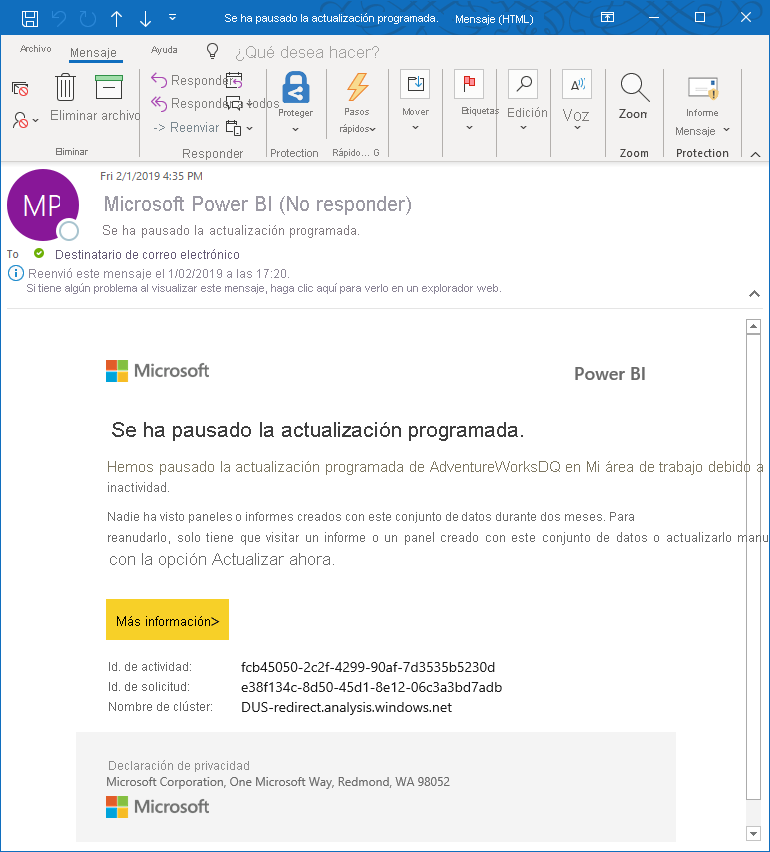 Se ha pausado la actualización programada. Mensaje (HTML)
Archivo Mensaje Ayuda ¿Qué desea hacer?
Eliminar archivo
Eliminar
Responder
Responder a todos
-> Reenviar
Responder
Proteger
Protection
Pasos
rápidos
Rápido... G
Mover
Etiquetas
Edición
Voz
Zoom
Zoom
Informe
Mensaje
Protection
MP
Fri 2/1/2019 4:35 PM
Microsoft Power BI (No responder)
Se ha pausado la actualización programada.
To Destinatario de correo electrónico
Reenvió este mensaje el 1/02/2019 a las 17:20.
Si tiene algún problema al visualizar este mensaje, haga clic aquí para verlo en un explorador web.
Microsoft Power BI
Se ha pausado la actualización programada.
Hemos pausado la actualización programada de AdventureWorksDQ en Mi área de trabajo debido a
inactividad.
Nadie ha visto paneles o informes creados con este conjunto de datos durante dos meses. Para
reanudarlo, solo tiene que visitar un informe o un panel creado con este conjunto de datos o actualizarlo manu
con la opción Actualizar ahora.
Más información>
Id. de actividad: fcb45050-2c2f-4299-90af-7d3535b5230d
Id. de solicitud: e38f134c-8d50-45d1-8e12-06c3a3bd7adb
Nombre de clúster: DUS-redirect.analysis.windows.net
Declaración de privacidad
Microsoft Corporation, One Microsoft Way, Redmond, WA 98052
Microsoft